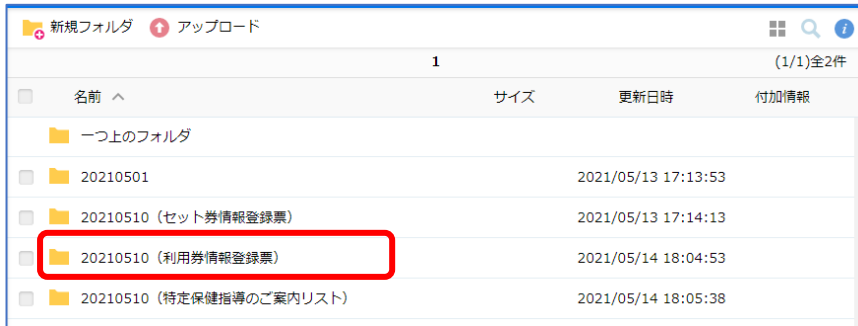 新規フォルダ アップロード
1 (1/1)全2件
名前 サイズ 更新日時 付加情報
一つ上のフォルダ
20210501 2021/05/13 17:13:53
20210510（セット券情報登録票） 2021/05/13 17:14:13
20210510（利用券情報登録票） 2021/05/14 18:04:53
20210510（特定保健指導のご案内リスト） 2021/05/14 18:05:38